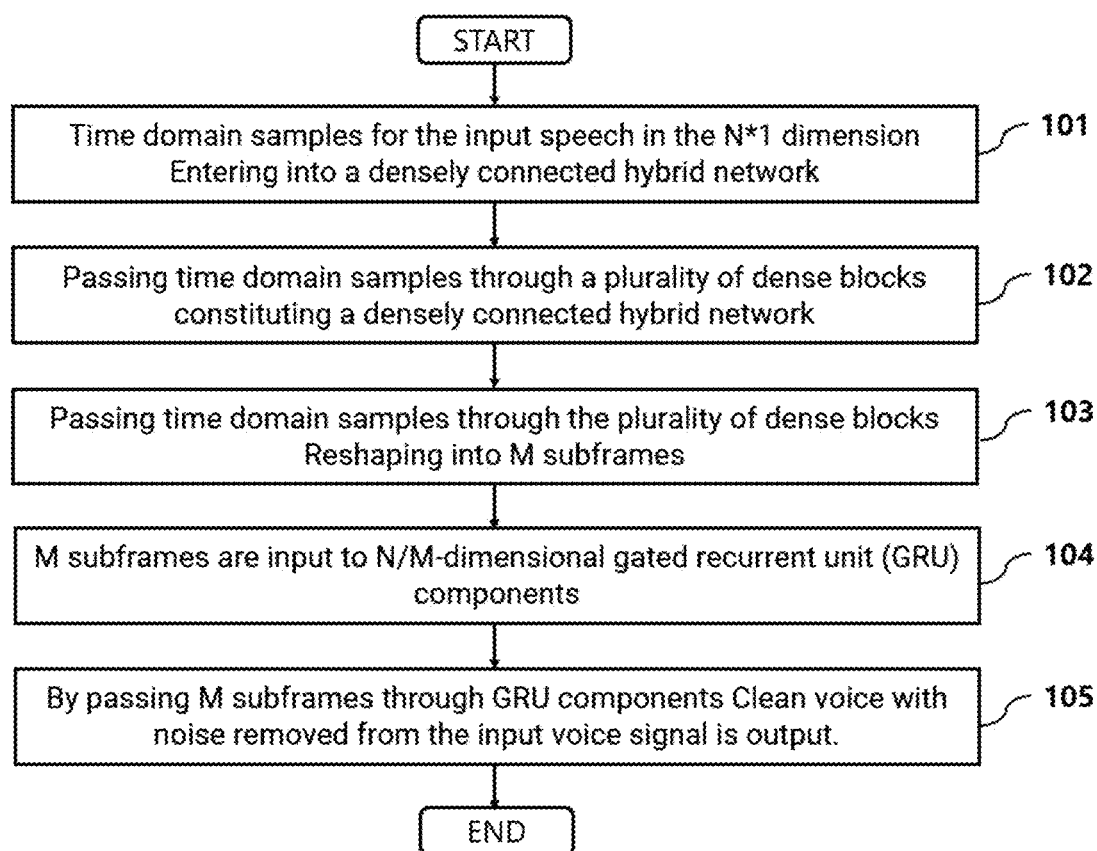 START
Time domain samples for the input speech in the N*1 dimension
Entering into a densely connected hybrid network
101
Passing time domain samples through a plurality of dense blocks
constituting a densely connected hybrid network
102
Passing time domain samples through the plurality of dense blocks
Reshaping into M subframes
103
M subframes are input to N/M-dimensional gated recurrent unit (GRU)
components
104
By passing M subframes through GRU components Clean voice with
noise removed from the input voice signal is output.
105
END